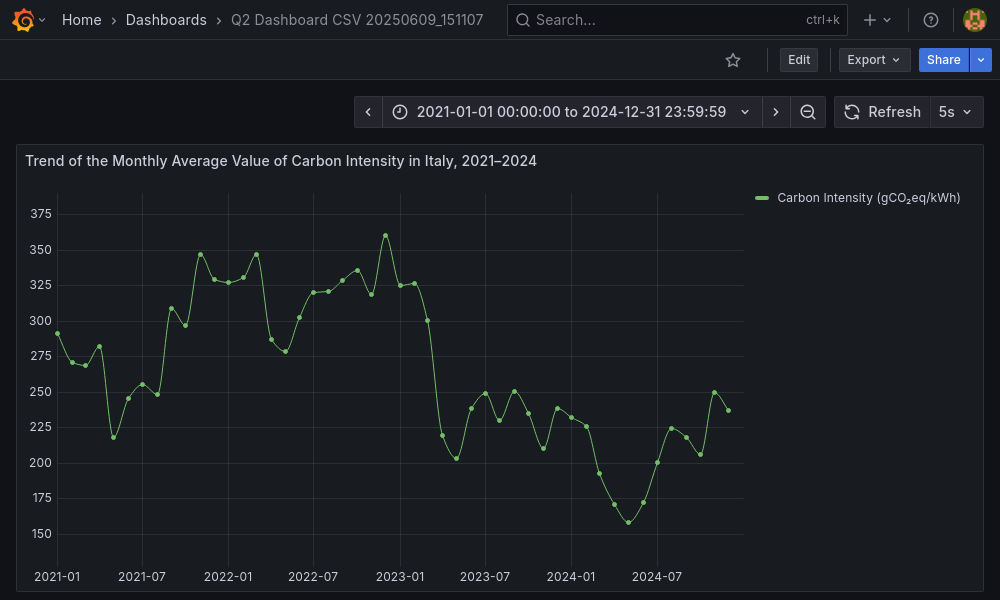 Home › Dashboards › Q2 Dashboard CSV 20250609_151107
Search...
ctrl+k
Edit
Export
Share
2021-01-01 00:00:00 to 2024-12-31 23:59:59
Refresh
5s
Trend of the Monthly Average Value of Carbon Intensity in Italy, 2021–2024
Carbon Intensity (gCO₂eq/kWh)
375
350
325
300
275
250
225
200
175
150
2021-01 2021-07 2022-01 2022-07 2023-01 2023-07 2024-01 2024-07